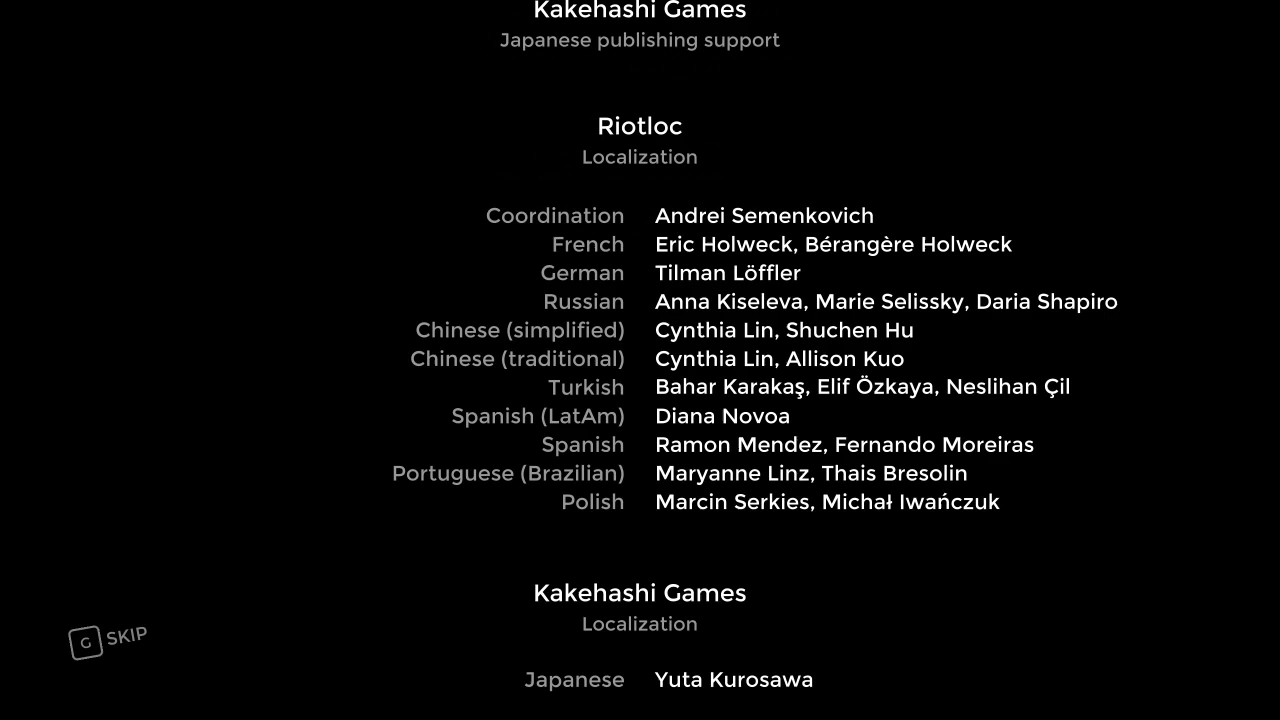 Kakehashi Games
Japanese publishing support
Riotloc
Localization
Coordination Andrei Semenkovich
French Eric Holweck, Bérangère Holweck
German Tilman Löffler
Russian Anna Kiseleva, Marie Selissky, Daria Shapiro
Chinese (simplified) Cynthia Lin, Shuchen Hu
Chinese (traditional) Cynthia Lin, Allison Kuo
Turkish Bahar Karakaş, Elif Özkaya, Neslihan Çil
Spanish (LatAm) Diana Novoa
Spanish Ramon Mendez, Fernando Moreiras
Portuguese (Brazilian) Maryanne Linz, Thais Bresolin
Polish Marcin Serkies, Michał Iwańczuk
Kakehashi Games
Localization
G SKIP
Japanese Yuta Kurosawa